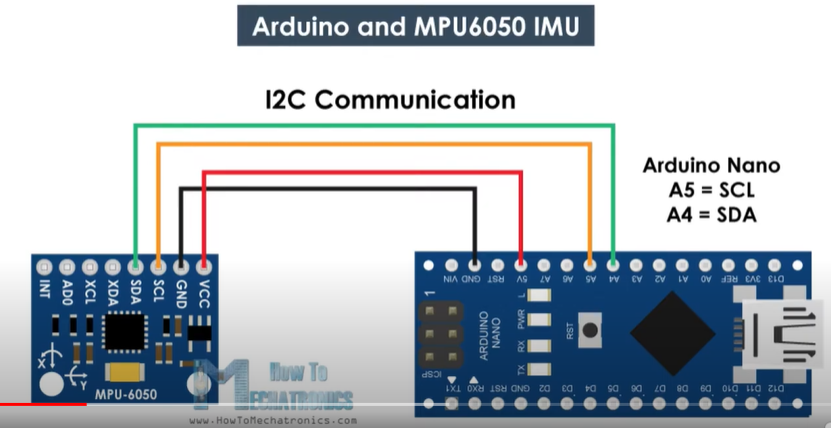 Arduino and MPU6050 IMU
I2C Communication
Arduino Nano
A5 = SCL
A4 = SDA
INT
AD0
XCL
XDA
SDA
SCL
GND
VCC
X
Y
MPU-6050
VIN
GND
RST
5V
A7
A6
A5
A4
A3
A2
A1
A0
REF
3V3
D13
1
ICSP
ARDUINO
NANO
L
PWR
RX
TX
RST
TX1
RX0
RST
GND
D2
D3
D4
D5
D6
D7
D8
D9
D10
D11
D12
How To
MECHATRONICS
www.HowToMechatronics.com